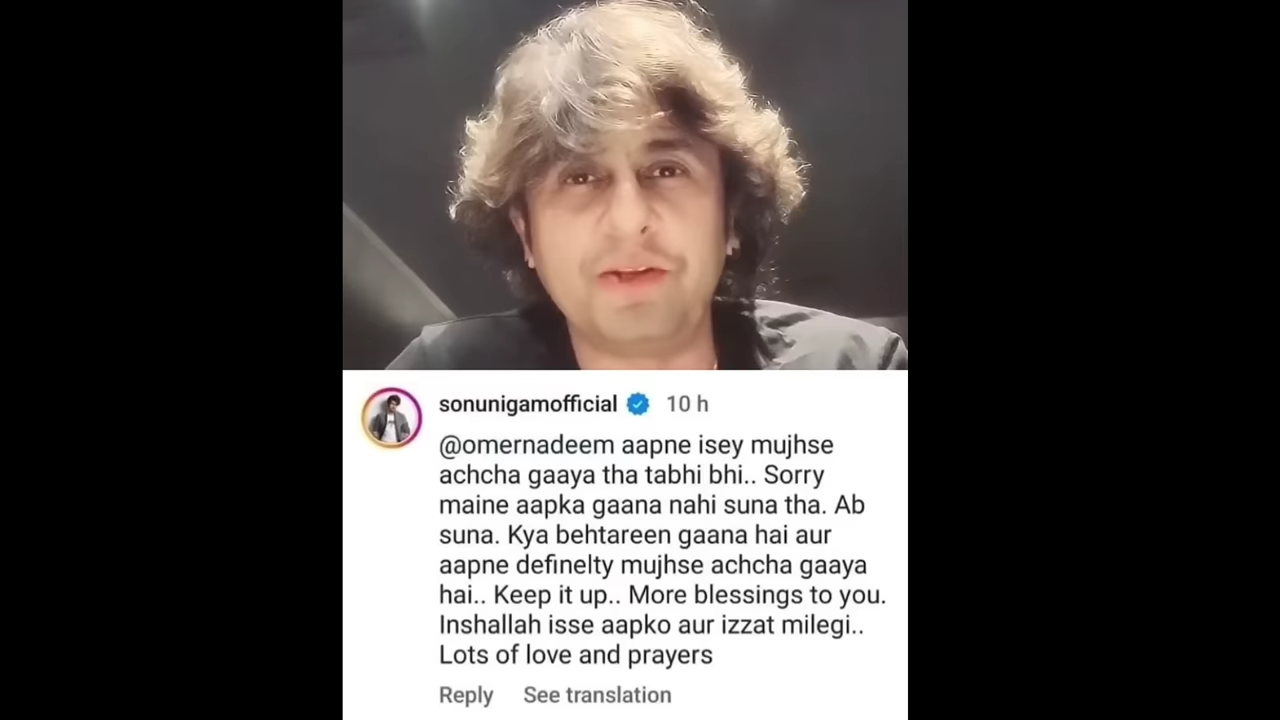 sonunigamofficial 10 h
@omernadeem aapne isey mujhse
achcha gaaya tha tabhi bhi.. Sorry
maine aapka gaana nahi suna tha. Ab
suna. Kya behtareen gaana hai aur
aapne definelty mujhse achcha gaaya
hai.. Keep it up.. More blessings to you.
Inshallah isse aapko aur izzat milegi..
Lots of love and prayers
Reply See translation